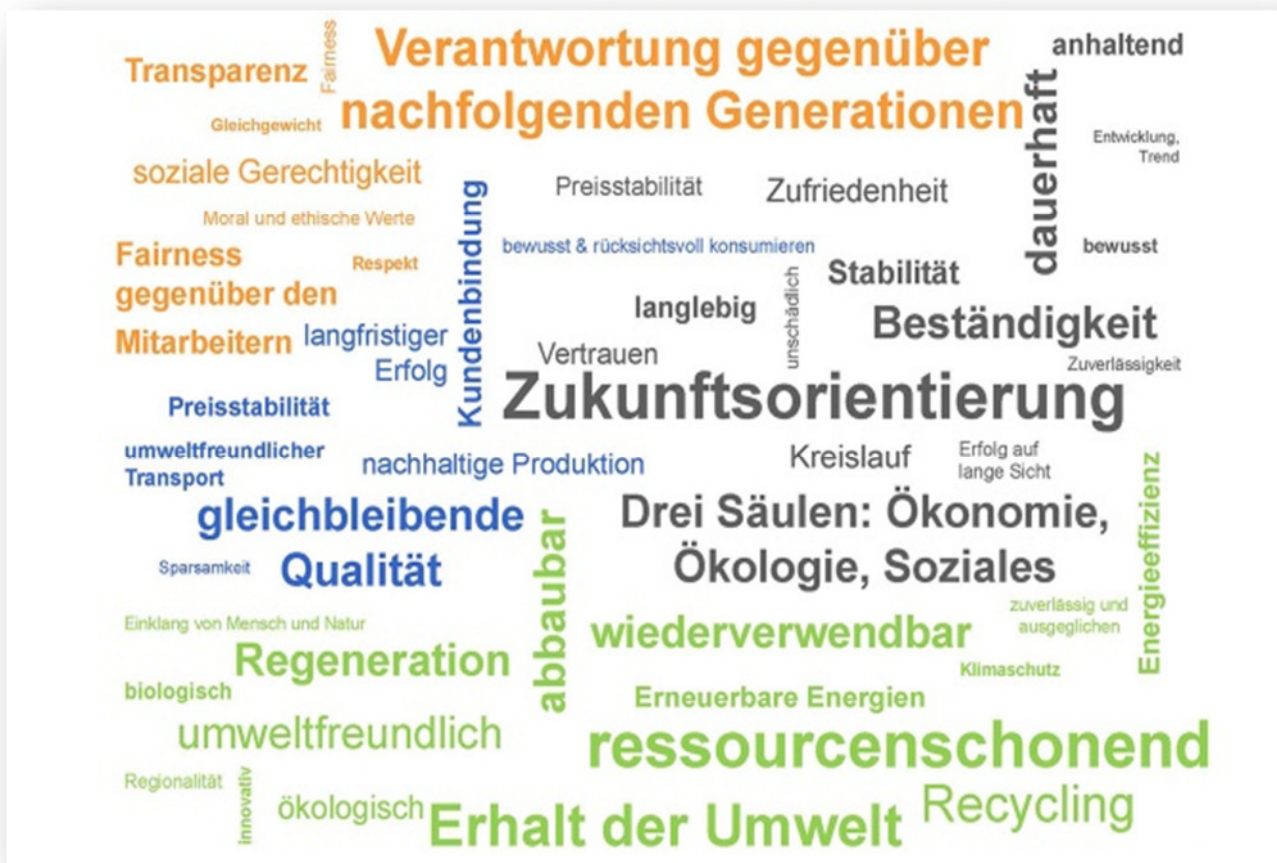 Transparenz
Fairness
Verantwortung gegenüber
nachfolgenden Generationen
anhaltend
dauerhaft
Gleichgewicht
Entwicklung,
Trend
soziale Gerechtigkeit
Moral und ethische Werte
Fairness
gegenüber den
Mitarbeitern
Respekt
Kundenbindung
Preisstabilität
Zufriedenheit
bewusst & rücksichtsvoll konsumieren
bewusst
Stabilität
langlebig
unschädlich
Beständigkeit
langfristiger
Erfolg
Vertrauen
Zuverlässigkeit
Zukunftsorientierung
Preisstabilität
umweltfreundlicher
Transport
nachhaltige Produktion
Kreislauf
Erfolg auf
lange Sicht
Energieeffizienz
gleichbleibende
Qualität
Sparsamkeit
abbaubar
Drei Säulen: Ökonomie,
Ökologie, Soziales
Einklang von Mensch und Natur
Regeneration
wiederverwendbar
zuverlässig und
ausgeglichen
Klimaschutz
biologisch
Erneuerbare Energien
umweltfreundlich
ressourcenschonend
Regionalität
innovativ
ökologisch
Erhalt der Umwelt
Recycling